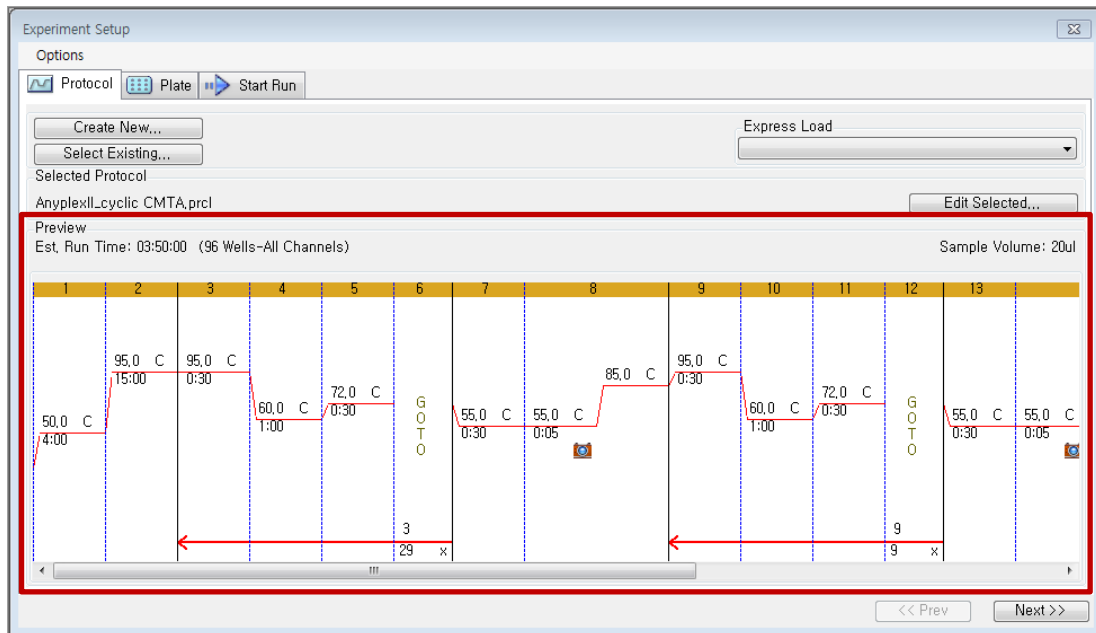 Experiment Setup
Options
Protocol Plate Start Run
Create New...
Select Existing...
Express Load
Selected Protocol
AnyplexII_cyclic CMTA.prcl
Edit Selected...
Preview
Est. Run Time: 03:50:00 (96 Wells-All Channels)
Sample Volume: 20ul
1 2 3 4 5 6 7 8 9 10 11 12 13
50,0 C
4:00
95,0 C
15:00
95,0 C
0:30
60,0 C
1:00
72,0 C
0:30
GOTO
3
29 x
55,0 C
0:30
55,0 C
0:05
85,0 C
95,0 C
0:30
60,0 C
1:00
72,0 C
0:30
GOTO
9
9 x
55,0 C
0:30
55,0 C
0:05
<< Prev
Next >>